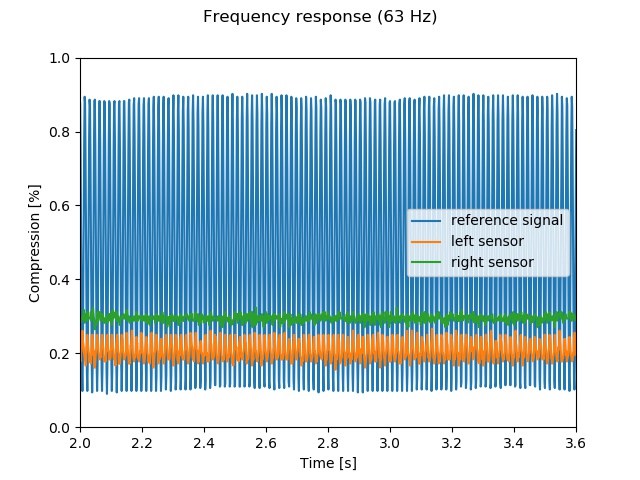 Frequency response (63 Hz)
1.0
0.8
0.6
0.4
0.2
0.0
Compression [%]
reference signal
left sensor
right sensor
2.0 2.2 2.4 2.6 2.8 3.0 3.2 3.4 3.6
Time [s]